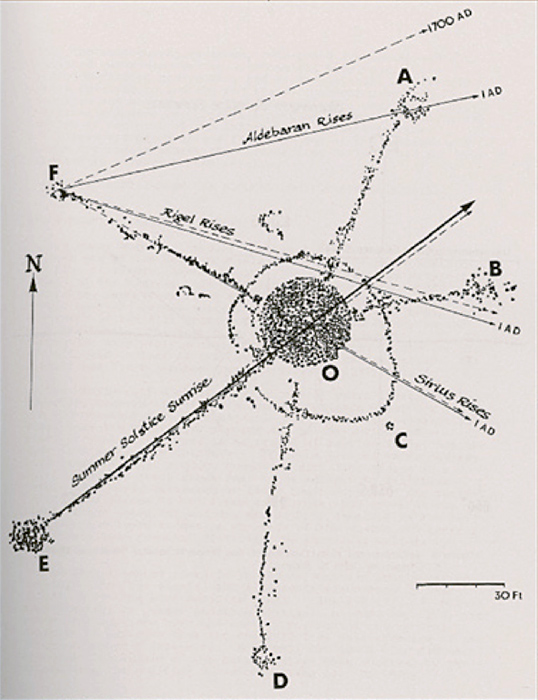 1700 AD
A
1 AD
Aldebaran Rises
F
Rigel Rises
N
B
1 AD
O
Sirius Rises
Summer Solstice Sunrise
1 AD
C
E
30 Ft
D